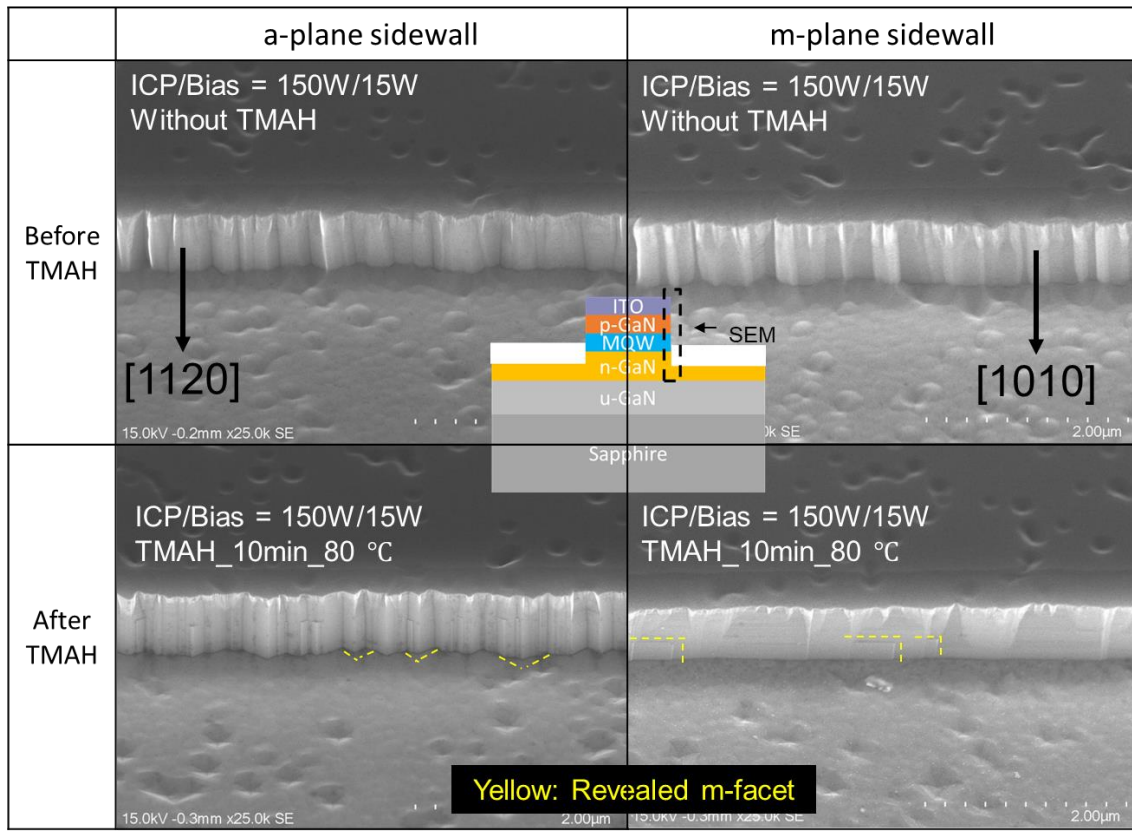 a-plane sidewall
m-plane sidewall
Before
TMAH
ICP/Bias = 150W/15W
Without TMAH
[1120]
15.0kV -0.2mm x25.0k SE
ICP/Bias = 150W/15W
Without TMAH
[1010]
0k SE
2.00µm
ITO
p-GaN
MQW
n-GaN
u-GaN
Sapphire
SEM
After
TMAH
ICP/Bias = 150W/15W
TMAH_10min_80 ℃
15.0kV -0.3mm x25.0k SE
2.00µm
ICP/Bias = 150W/15W
TMAH_10min_80 ℃
15.0kV -0.3mm x25.0k SE
2.00µm
Yellow: Revealed m-facet